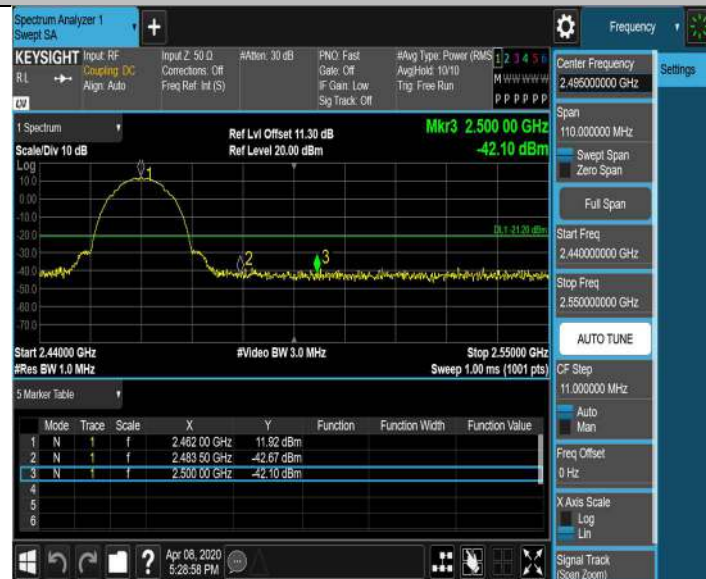 Spectrum Analyzer 1
Swept SA
+
Frequency
KEYSIGHT
RL
Input: RF
Coupling: DC
Align: Auto
Input Z: 50 Ω
Corrections: Off
Freq Ref: Int (S)
#Atten: 30 dB
PNO: Fast
Gate: Off
IF Gain: Low
Sig Track: Off
#Avg Type: Power (RMS
Avg|Hold: 10/10
Trig: Free Run
1 2 3 4 5 6
M W W W W W
P P P P P P
1 Spectrum
Scale/Div 10 dB
Ref Lvl Offset 11.30 dB
Ref Level 20.00 dBm
Mkr3 2.500 00 GHz
-42.10 dBm
Log
10.0
0.00
-10.0
-20.0
-30.0
-40.0
-50.0
-60.0
-70.0
1
2
3
DL1 -21.20 dBm
Start 2.44000 GHz
#Res BW 1.0 MHz
#Video BW 3.0 MHz
Stop 2.55000 GHz
Sweep 1.00 ms (1001 pts)
5 Marker Table
Mode Trace Scale X Y Function Function Width Function Value
1 N 1 f 2.462 00 GHz 11.92 dBm
2 N 1 f 2.483 50 GHz -42.67 dBm
3 N 1 f 2.500 00 GHz -42.10 dBm
4
5
6
?
Apr 08, 2020
5:28:58 PM
Center Frequency
2.495000000 GHz
Settings
Span
110.000000 MHz
Swept Span
Zero Span
Full Span
Start Freq
2.440000000 GHz
Stop Freq
2.550000000 GHz
AUTO TUNE
CF Step
11.000000 MHz
Auto
Man
Freq Offset
0 Hz
X Axis Scale
Log
Lin
Signal Track
(Span Zoom)